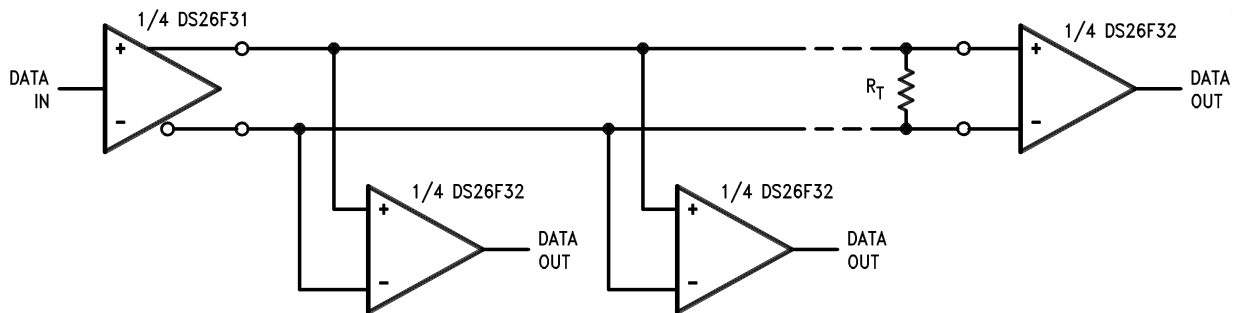 1/4 DS26F31
1/4 DS26F32
+
+
DATA
IN
R_T
DATA
OUT
-
-
1/4 DS26F32
1/4 DS26F32
+
+
DATA
OUT
DATA
OUT
-
-